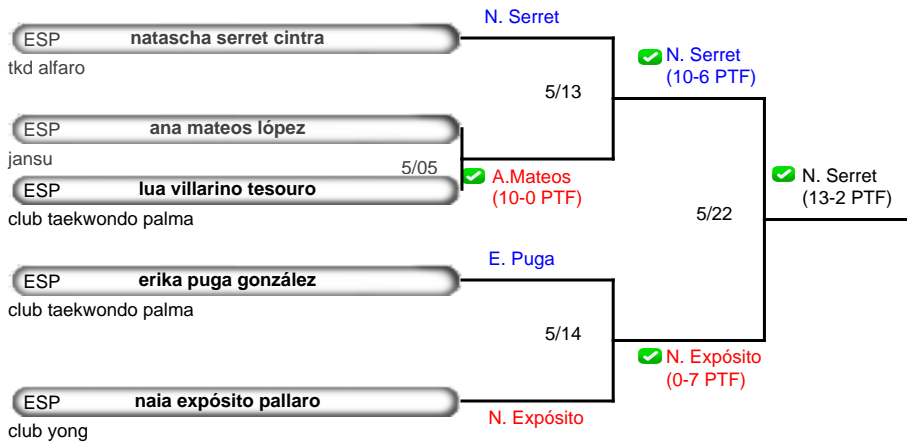 N. Serret
ESP natascha serret cintra
tkd alfaro
N. Serret
(10-6 PTF)
5/13
ESP ana mateos lópez
jansu
5/05
A.Mateos
(10-0 PTF)
ESP lua villarino tesouro
club taekwondo palma
N. Serret
(13-2 PTF)
5/22
E. Puga
ESP erika puga gonzález
club taekwondo palma
5/14
N. Expósito
(0-7 PTF)
ESP naia expósito pallaro
N. Expósito
club yong